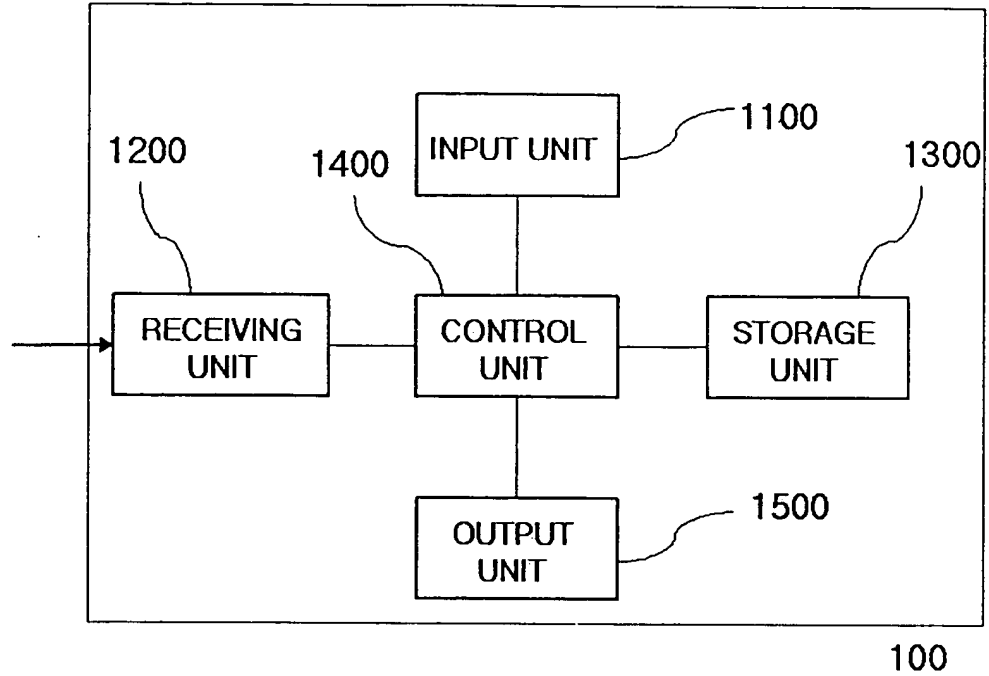 1100
INPUT UNIT
1200
1400
1300
RECEIVING
UNIT
CONTROL
UNIT
STORAGE
UNIT
1500
OUTPUT
UNIT
100